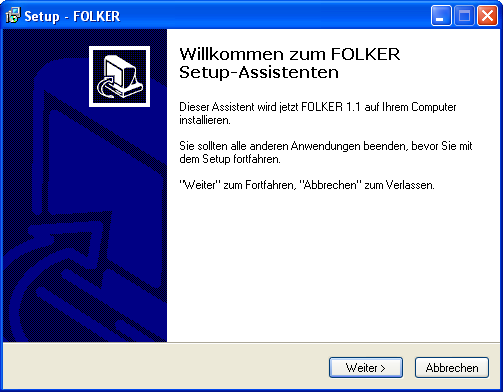 Setup - FOLKER
Willkommen zum FOLKER
Setup-Assistenten
Dieser Assistent wird jetzt FOLKER 1.1 auf Ihrem Computer
installieren.
Sie sollten alle anderen Anwendungen beenden, bevor Sie mit
dem Setup fortfahren.
"Weiter" zum Fortfahren, "Abbrechen" zum Verlassen.
Weiter >
Abbrechen